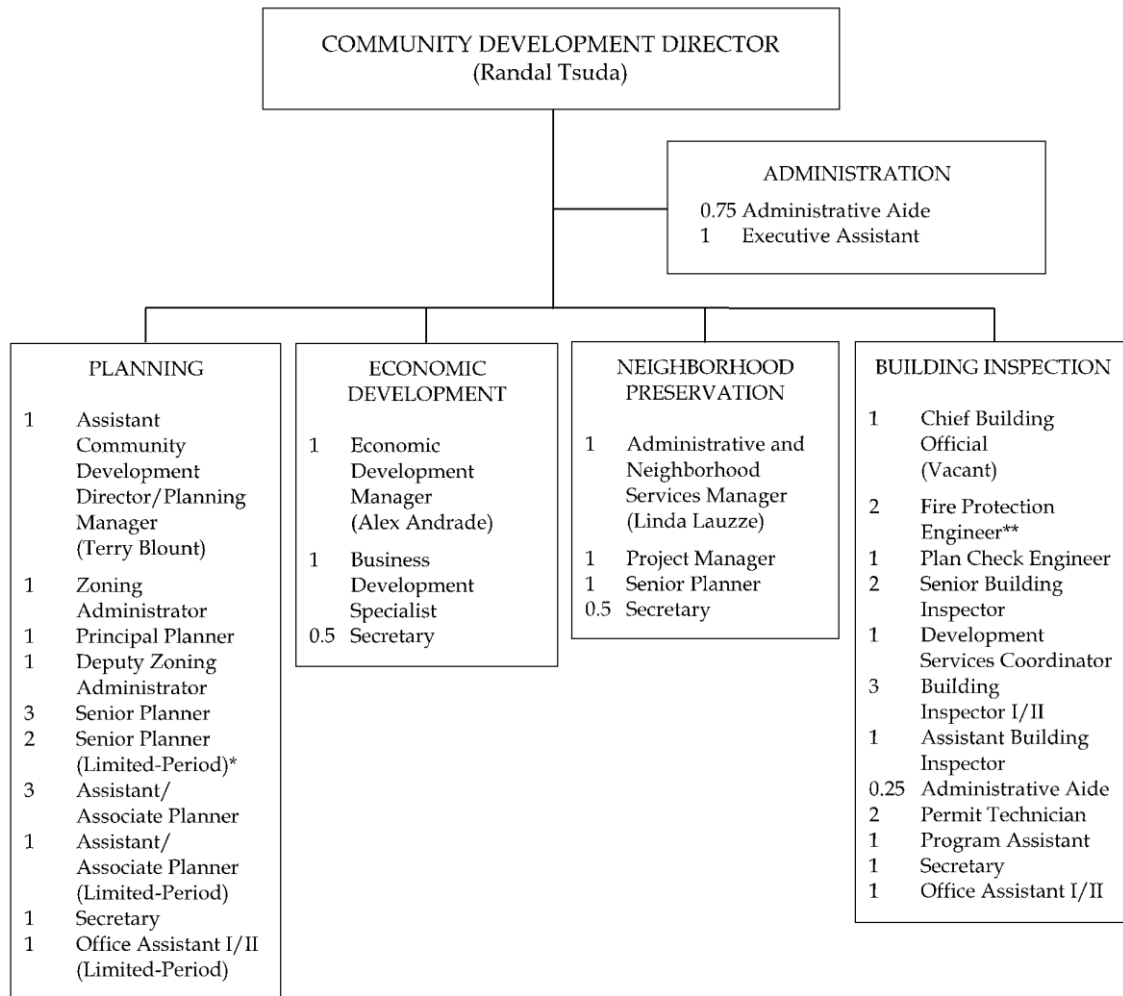 COMMUNITY DEVELOPMENT DIRECTOR
(Randal Tsuda)
ADMINISTRATION
0.75 Administrative Aide
1 Executive Assistant
PLANNING
1 Assistant
Community
Development
Director/Planning
Manager
(Terry Blount)
1 Zoning
Administrator
1 Principal Planner
1 Deputy Zoning
Administrator
3 Senior Planner
2 Senior Planner
(Limited-Period)*
3 Assistant/
Associate Planner
1 Assistant/
Associate Planner
(Limited-Period)
1 Secretary
1 Office Assistant I/II
(Limited-Period)
ECONOMIC
DEVELOPMENT
1 Economic
Development
Manager
(Alex Andrade)
1 Business
Development
Specialist
0.5 Secretary
NEIGHBORHOOD
PRESERVATION
1 Administrative and
Neighborhood
Services Manager
(Linda Lauzze)
1 Project Manager
1 Senior Planner
0.5 Secretary
BUILDING INSPECTION
1 Chief Building
Official
(Vacant)
2 Fire Protection
Engineer**
1 Plan Check Engineer
2 Senior Building
Inspector
1 Development
Services Coordinator
3 Building
Inspector I/II
1 Assistant Building
Inspector
0.25 Administrative Aide
2 Permit Technician
1 Program Assistant
1 Secretary
1 Office Assistant I/II